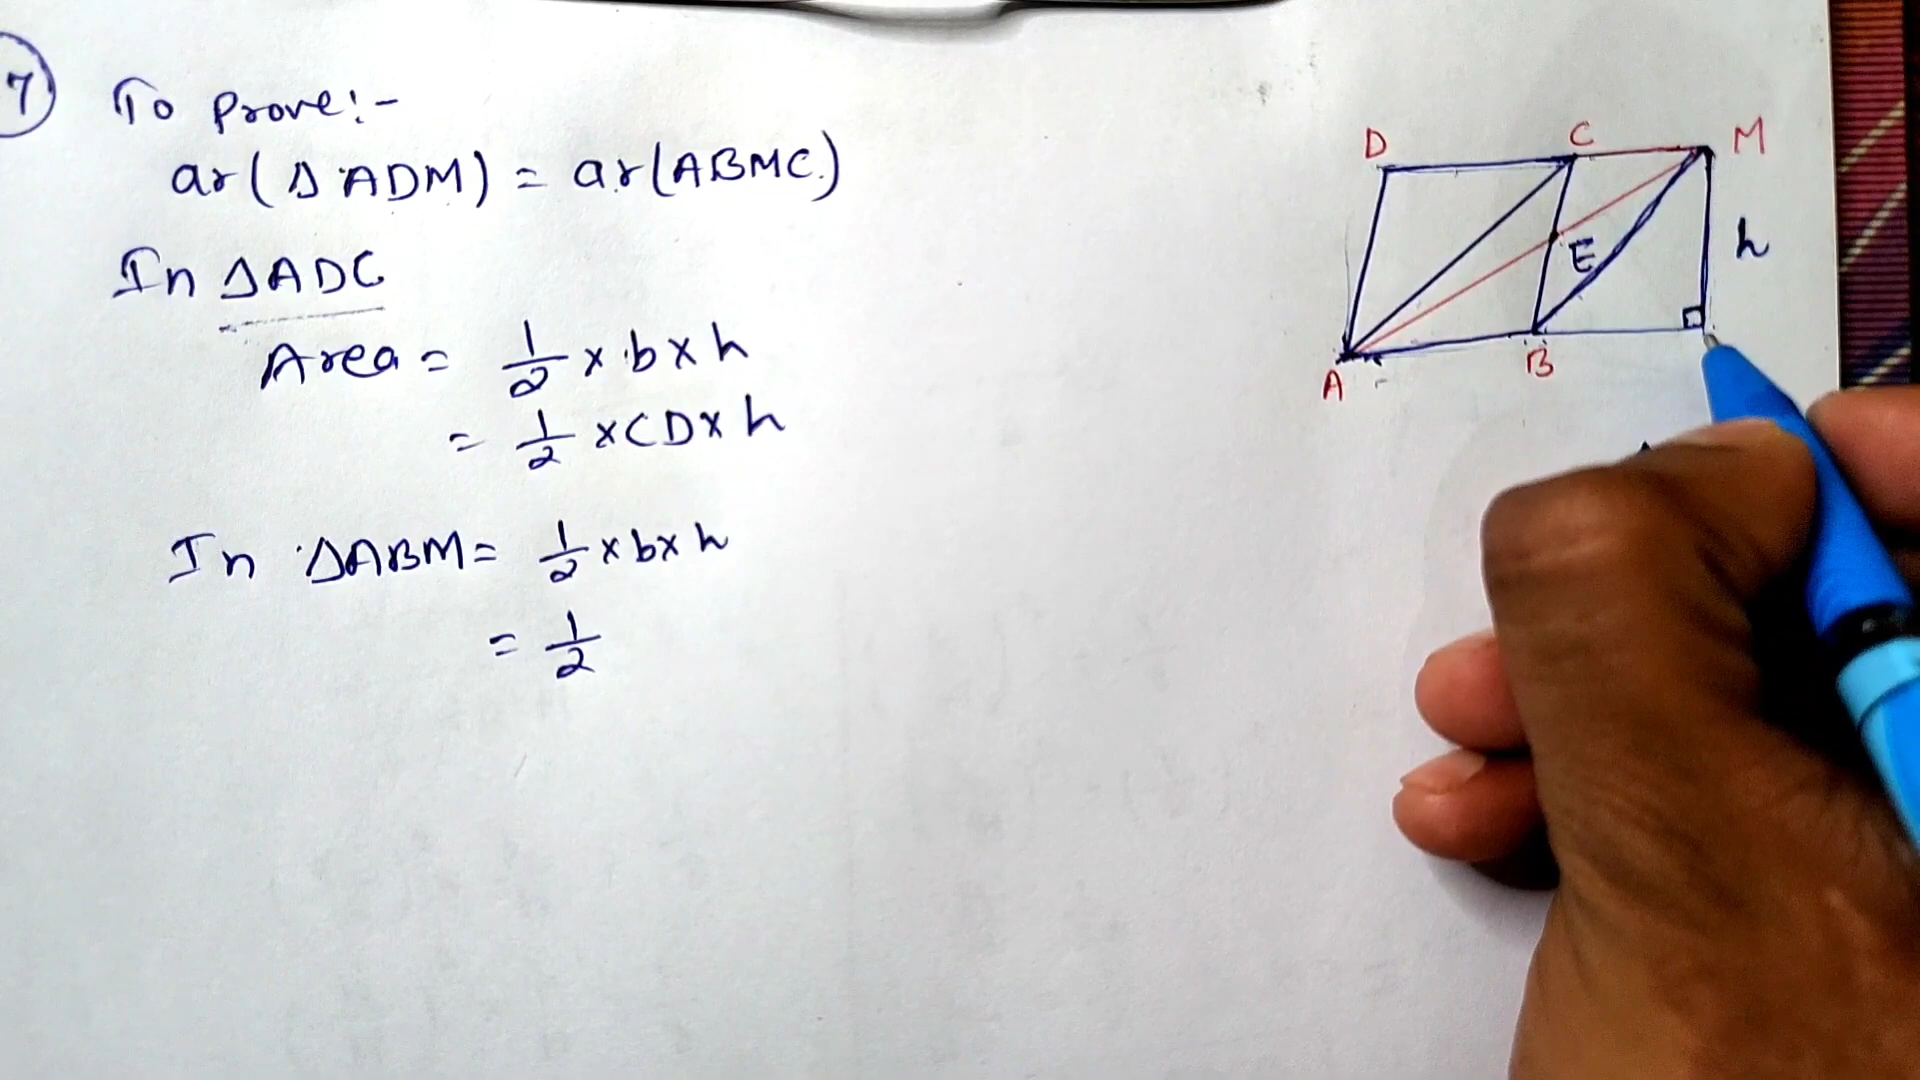 7 To prove:-
ar(Δ ADM) = ar(ABMC)
In ΔADC
Area = 1/2 × b × h
= 1/2 × CD × h
In ΔABM = 1/2 × b × h
= 1/2
D C M
E h
A B